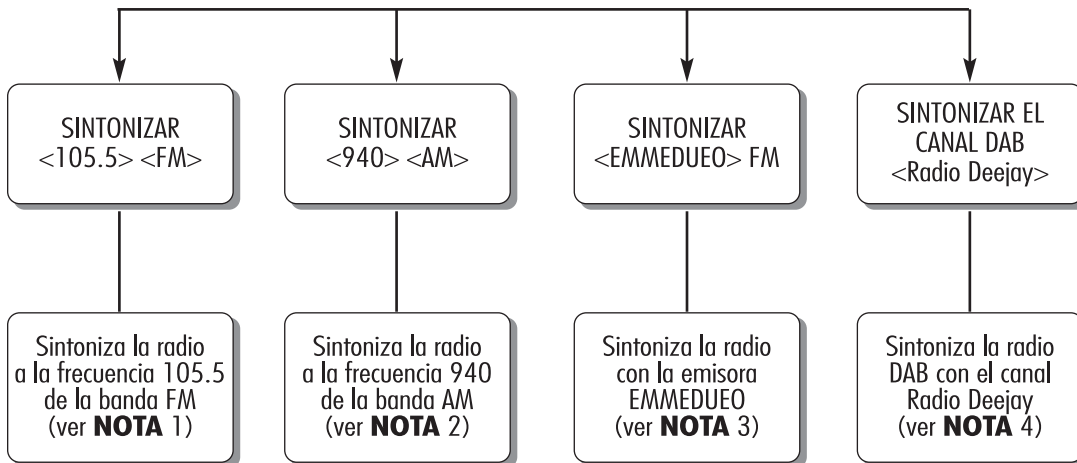 SINTONIZAR
<105.5> <FM>
SINTONIZAR
<940> <AM>
SINTONIZAR
<EMMEDUEO> FM
SINTONIZAR EL
CANAL DAB
<Radio Deejay>
Sintoniza la radio
a la frecuencia 105.5
de la banda FM
(ver NOTA 1)
Sintoniza la radio
a la frecuencia 940
de la banda AM
(ver NOTA 2)
Sintoniza la radio
con la emisora
EMMEDUEO
(ver NOTA 3)
Sintoniza la radio
DAB con el canal
Radio Deejay
(ver NOTA 4)